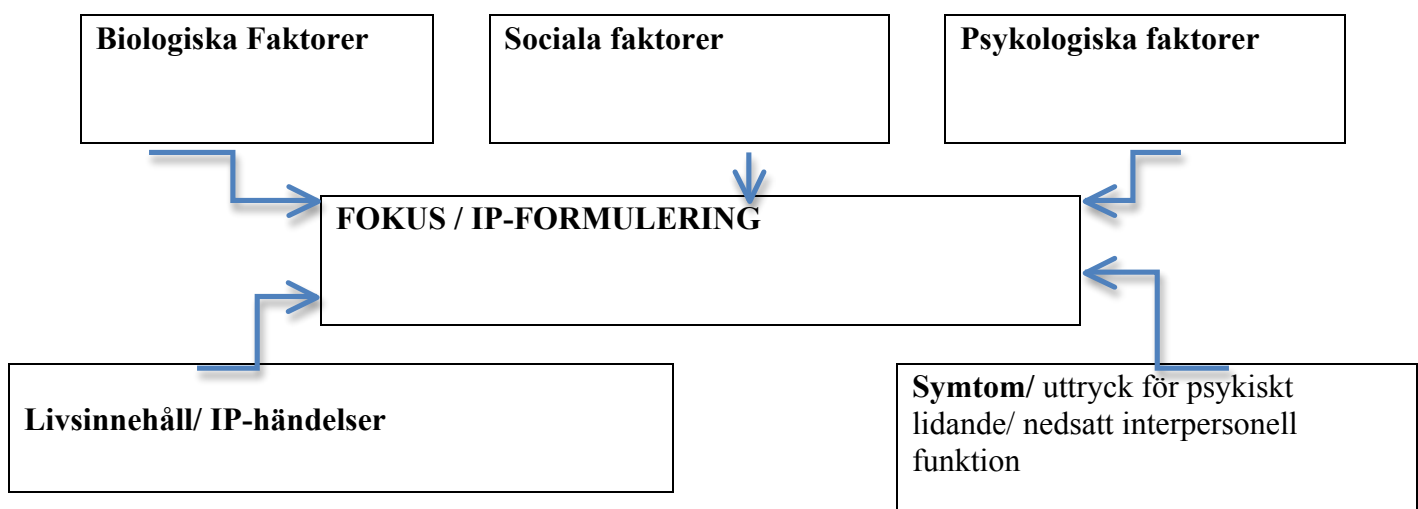 Biologiska Faktorer
Sociala faktorer
Psykologiska faktorer
FOKUS / IP-FORMULERING
Livsinnehåll/ IP-händelser
Symtom/ uttryck för psykiskt
lidande/ nedsatt interpersonell
funktion